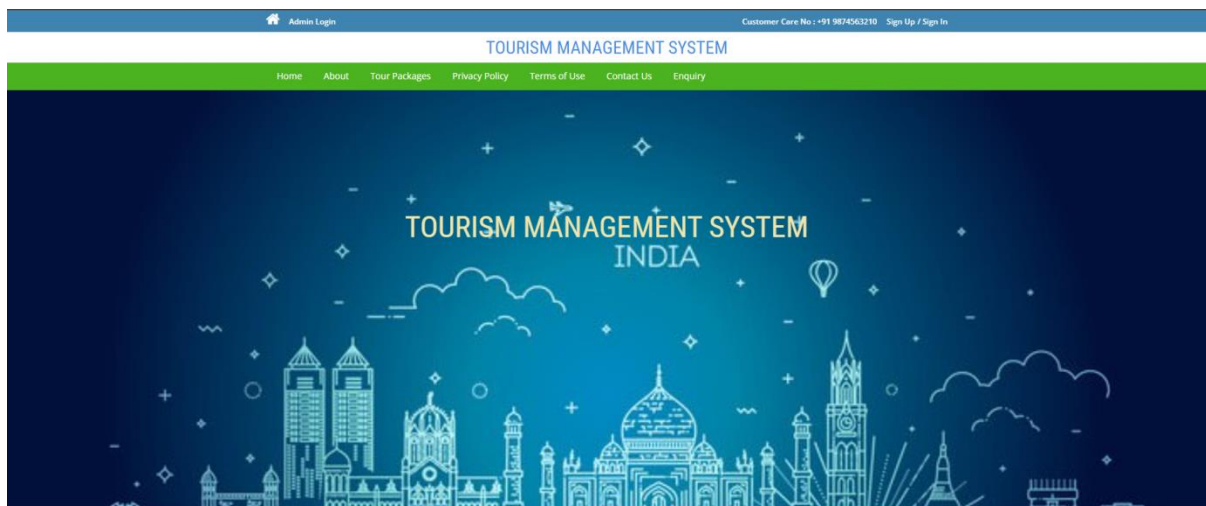 Admin Login Customer Care No : +91 9874563210 Sign Up / Sign In
TOURISM MANAGEMENT SYSTEM
Home About Tour Packages Privacy Policy Terms of Use Contact Us Enquiry
TOURISM MANAGEMENT SYSTEM
INDIA